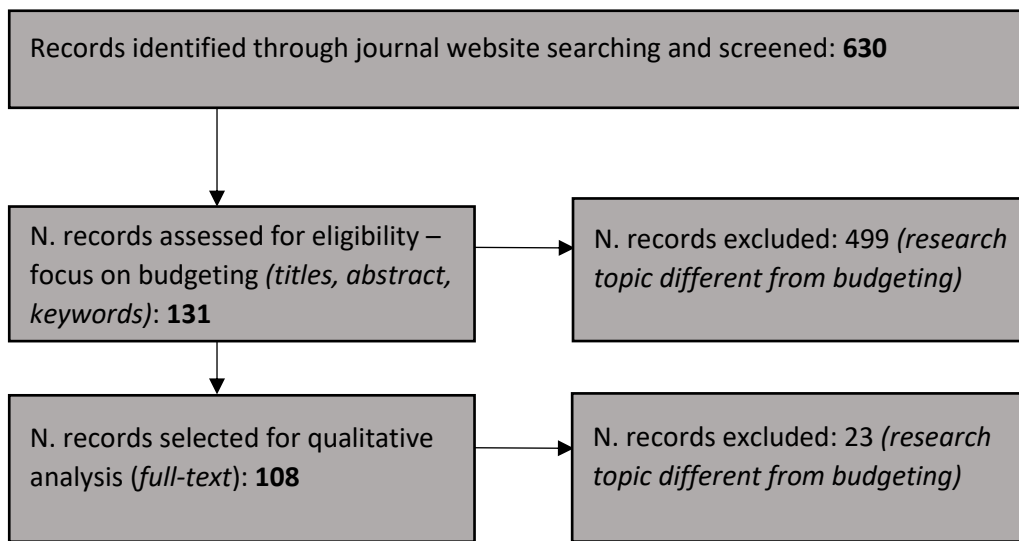 Records identified through journal website searching and screened: 630
N. records assessed for eligibility –
focus on budgeting (titles, abstract,
keywords): 131
N. records excluded: 499 (research
topic different from budgeting)
N. records selected for qualitative
analysis (full-text): 108
N. records excluded: 23 (research
topic different from budgeting)